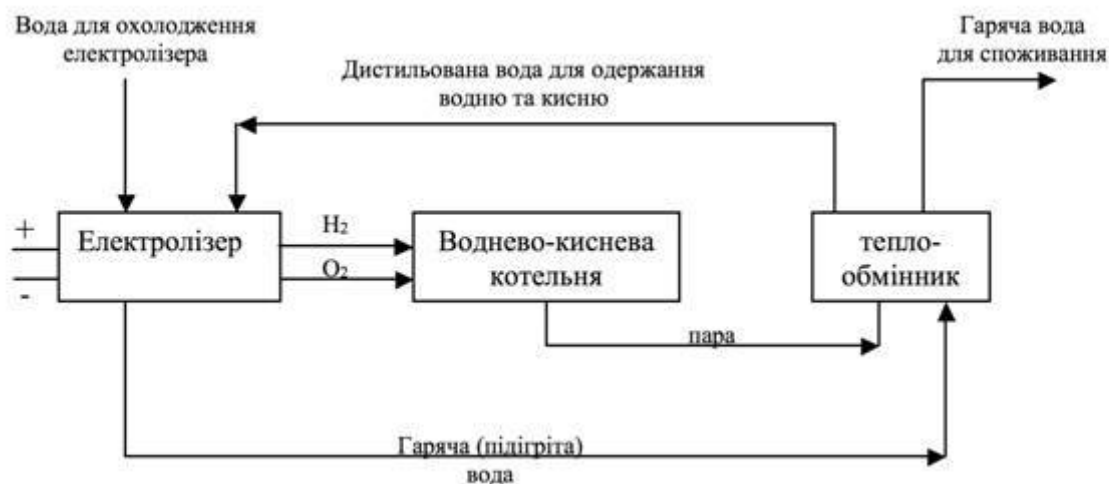 Вода для охолодження
електролізера
Гаряча вода
для споживання
Дистильована вода для одержання
водню та кисню
+
-
Електролізер
H₂
O₂
Воднево-киснева
котельня
тепло-
обмінник
пара
Гаряча (підігріта)
вода